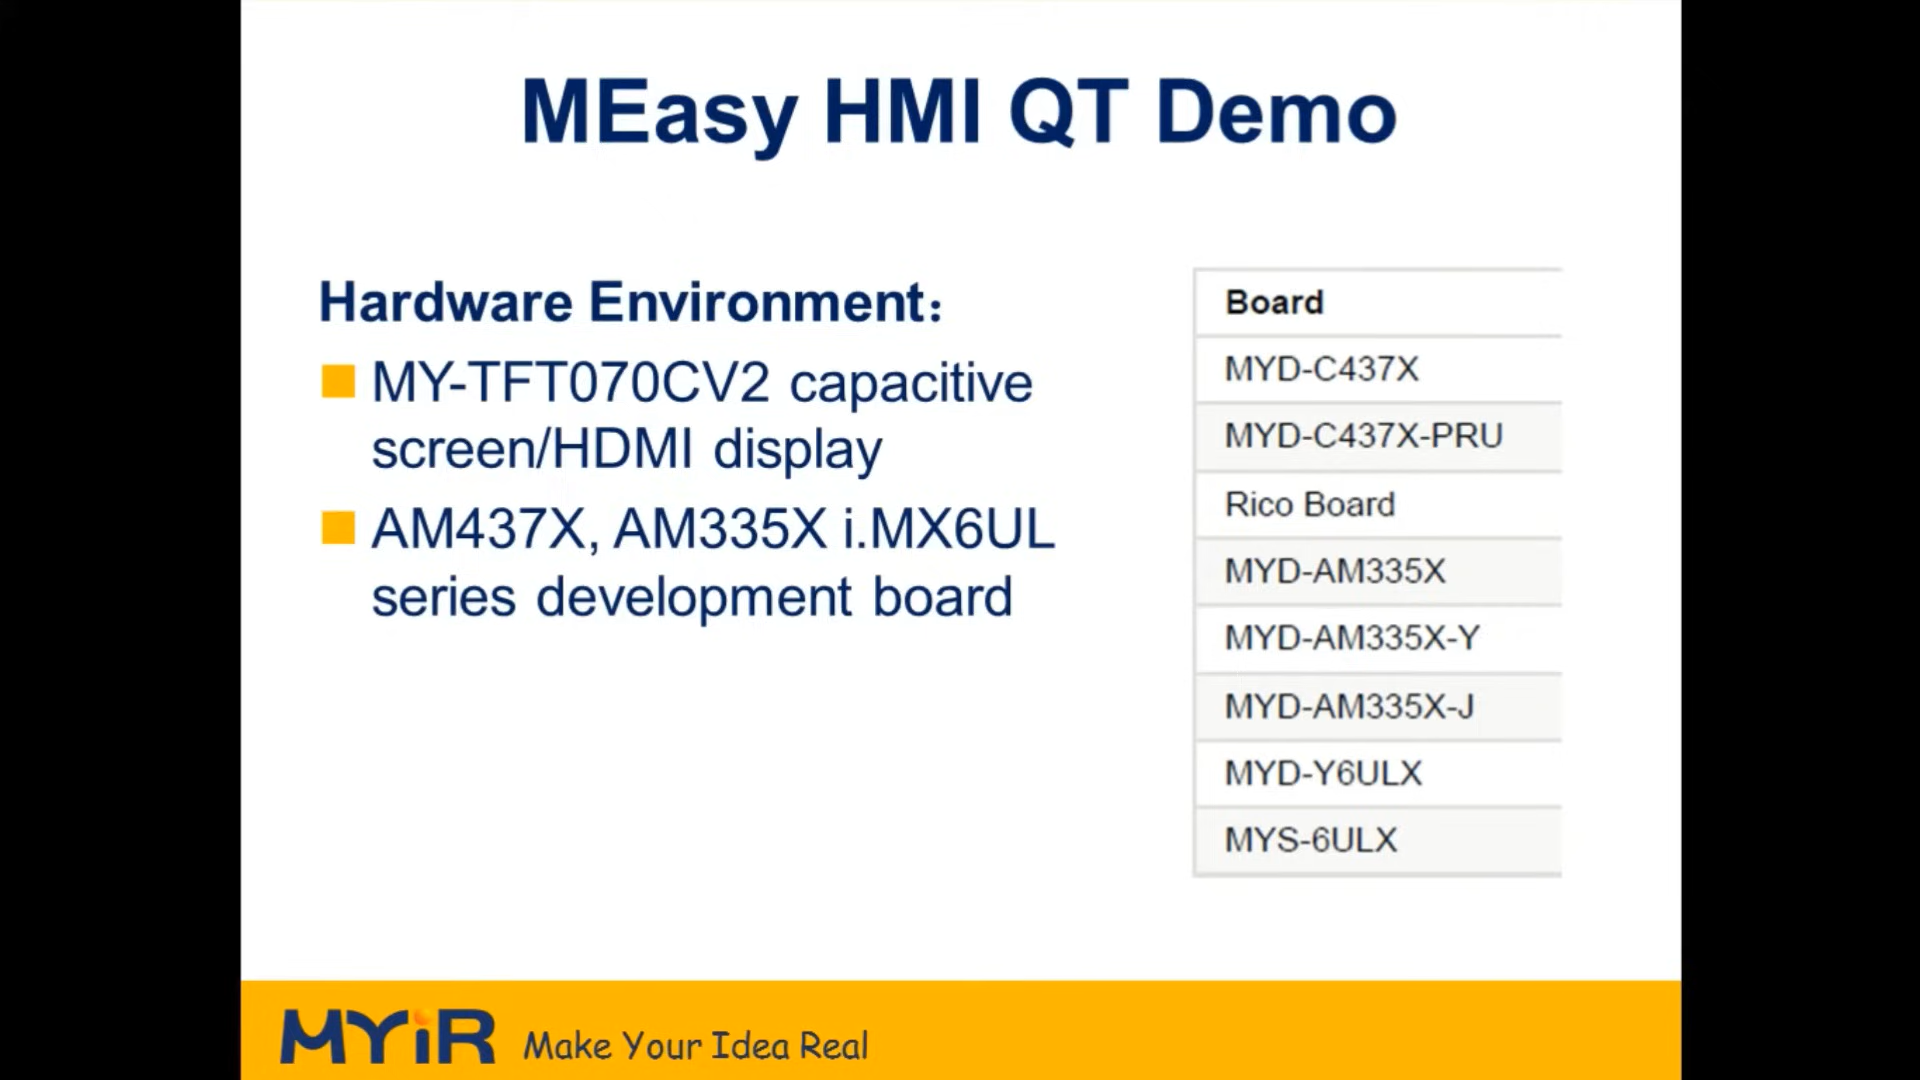 MEasy HMI QT Demo
Hardware Environment：
MY-TFT070CV2 capacitive
screen/HDMI display
AM437X, AM335X i.MX6UL
series development board
Board
MYD-C437X
MYD-C437X-PRU
Rico Board
MYD-AM335X
MYD-AM335X-Y
MYD-AM335X-J
MYD-Y6ULX
MYS-6ULX
MYiR Make Your Idea Real